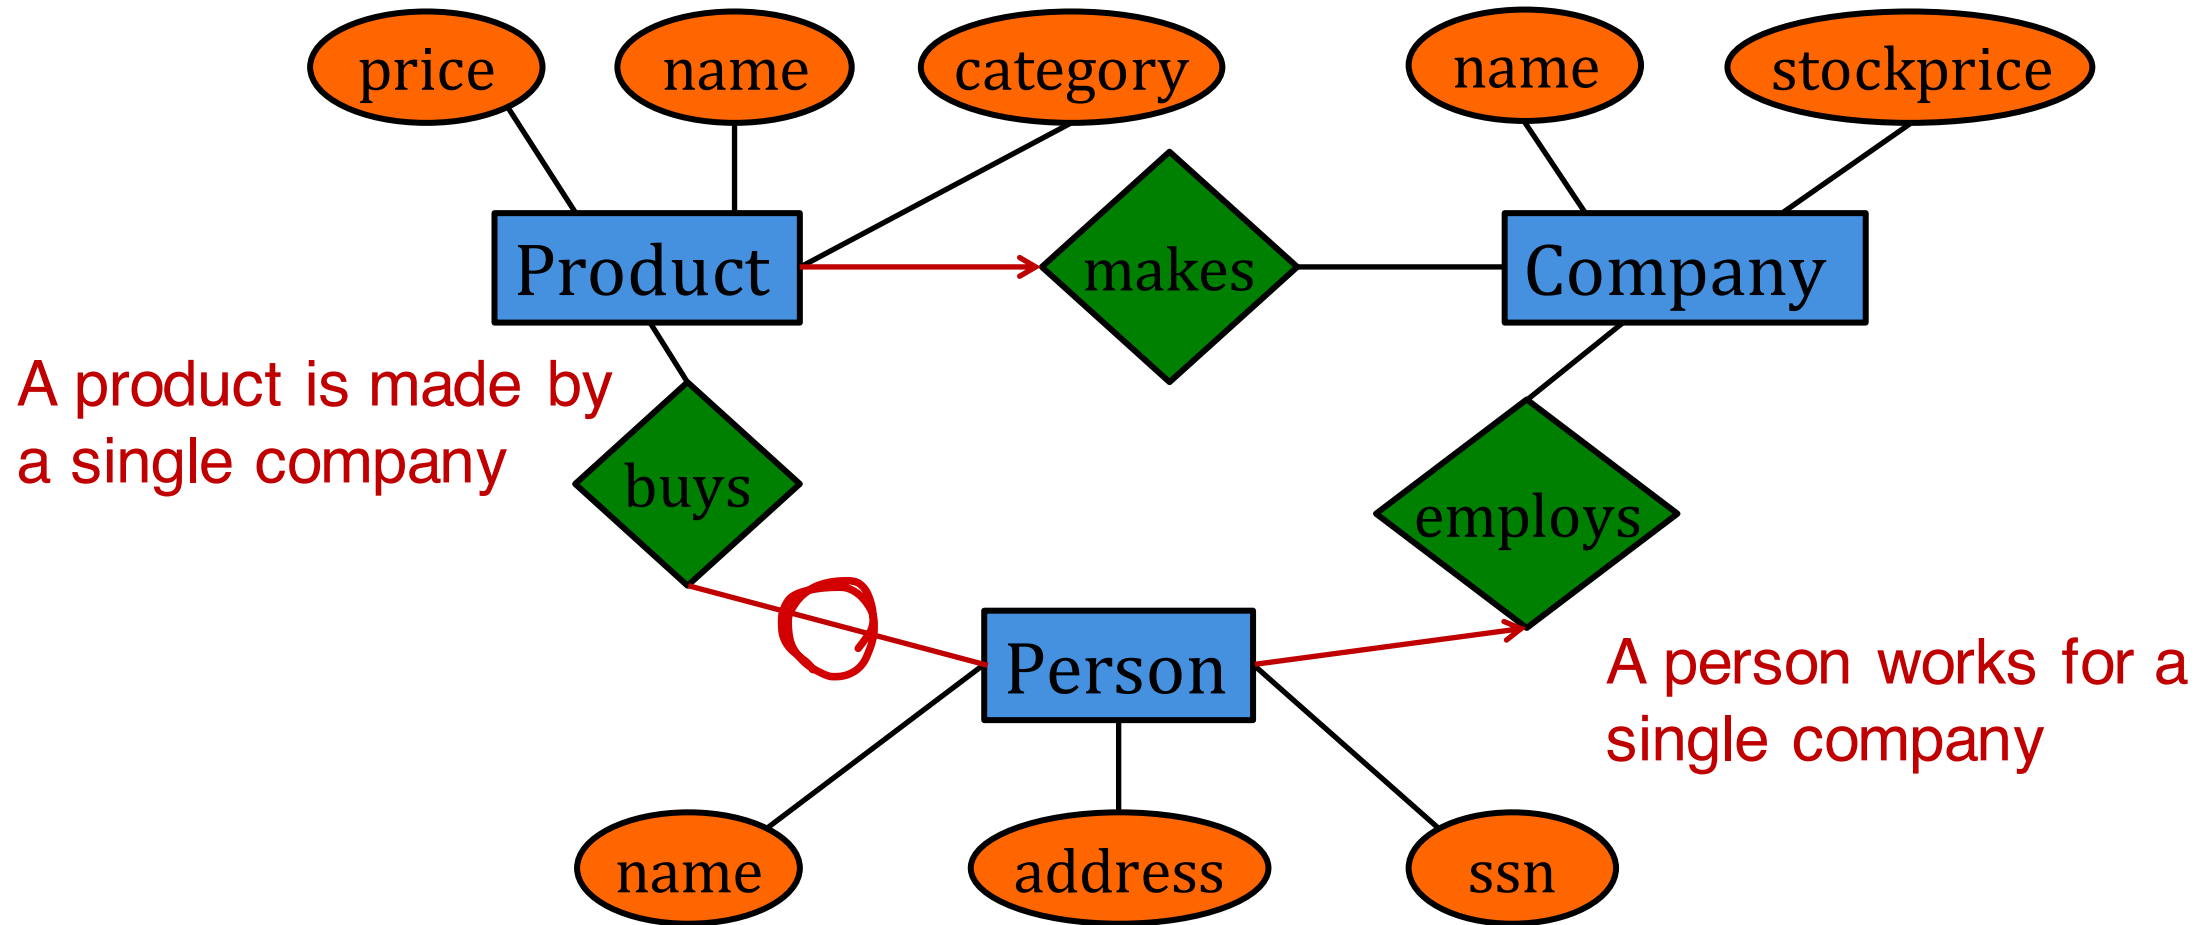 price
name
category
name
stockprice
Product
makes
Company
A product is made by
a single company
buys
employs
Person
A person works for a
single company
name
address
ssn